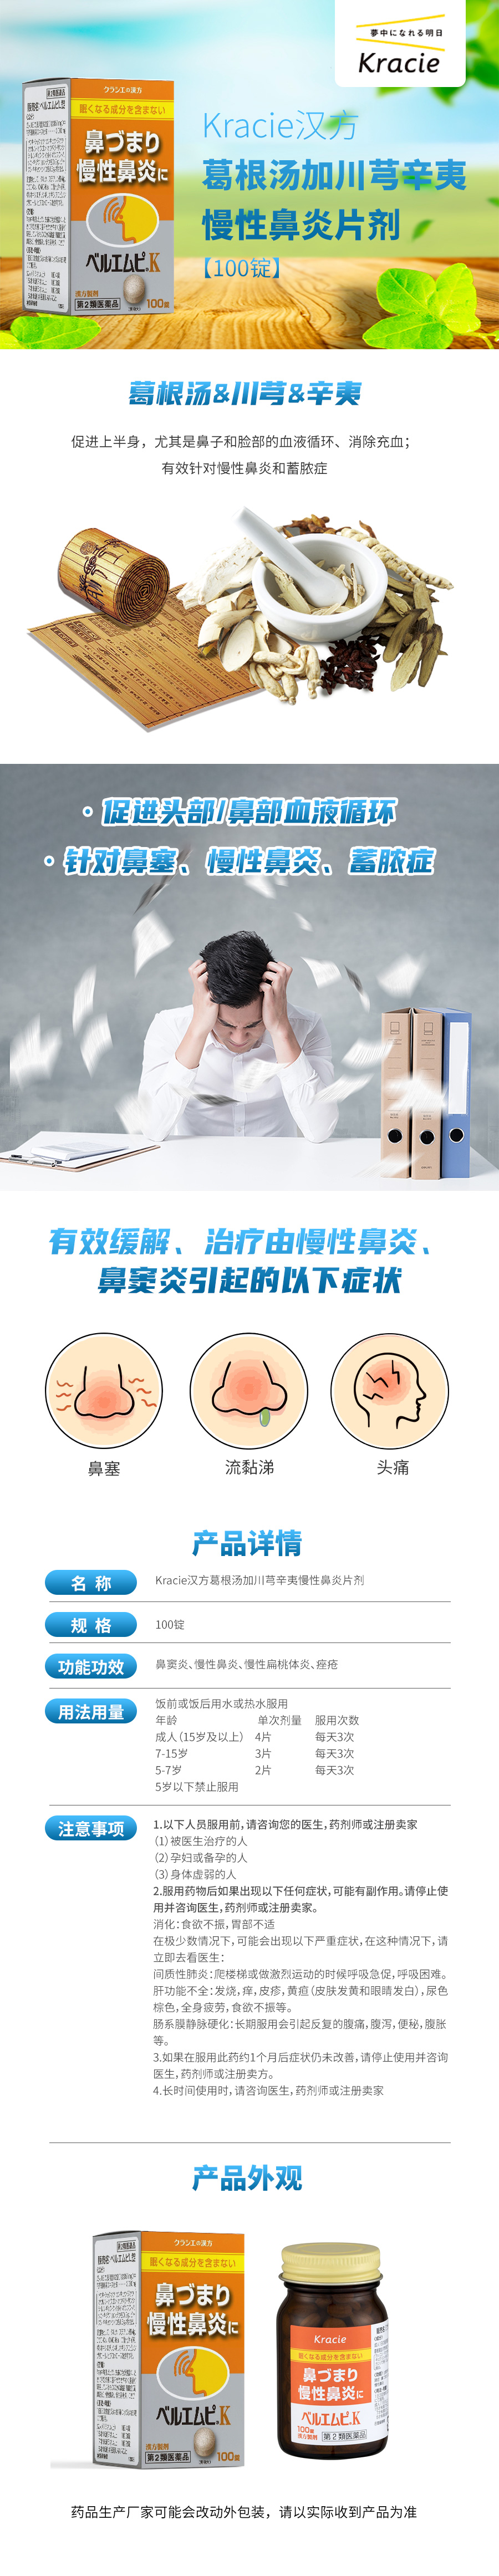 夢中になれる明日
Kracie
クラシエの漢方
眠くなる成分を含まない
鼻づまり
慢性鼻炎に
ベルエムピK
漢方製剤
第2類医薬品
100錠
Kracie汉方
葛根汤加川芎辛夷
慢性鼻炎片剂
【100锭】
葛根汤&川芎&辛夷
促进上半身，尤其是鼻子和脸部的血液循环、消除充血；
有效针对慢性鼻炎和蓄脓症
· 促进头部/鼻部血液循环
· 针对鼻塞、慢性鼻炎、蓄脓症
有效缓解、治疗由慢性鼻炎、
鼻窦炎引起的以下症状
鼻塞 流黏涕 头痛
产品详情
名 称 Kracie汉方葛根汤加川芎辛夷慢性鼻炎片剂
规 格 100锭
功能功效 鼻窦炎、慢性鼻炎、慢性扁桃体炎、痤疮
用法用量 饭前或饭后用水或热水服用
年龄 单次剂量 服用次数
成人（15岁及以上） 4片 每天3次
7-15岁 3片 每天3次
5-7岁 2片 每天3次
5岁以下禁止服用
注意事项 1.以下人员服用前，请咨询您的医生，药剂师或注册卖家
（1）被医生治疗的人
（2）孕妇或备孕的人
（3）身体虚弱的人
2.服用药物后如果出现以下任何症状，可能有副作用。请停止使
用并咨询医生，药剂师或注册卖家。
消化：食欲不振，胃部不适
在极少数情况下，可能会出现以下严重症状，在这种情况下，请
立即去看医生：
间质性肺炎：爬楼梯或做激烈运动的时候呼吸急促，呼吸困难。
肝功能不全：发烧，痒，皮疹，黄疸（皮肤发黄和眼睛发白），尿色
棕色，全身疲劳，食欲不振等。
肠系膜静脉硬化：长期服用会引起反复的腹痛，腹泻，便秘，腹胀
等。
3.如果在服用此药约1个月后症状仍未改善，请停止使用并咨询
医生，药剂师或注册卖方。
4.长时间使用时，请咨询医生，药剂师或注册卖家
产品外观
クラシエの漢方
眠くなる成分を含まない
鼻づまり
慢性鼻炎に
ベルエムピK
漢方製剤
第2類医薬品
100錠
Kracie
眠くなる成分を含まない
鼻づまり
慢性鼻炎に
ベルエムピK
100錠
漢方製剤
第2類医薬品
药品生产厂家可能会改动外包装，请以实际收到产品为准